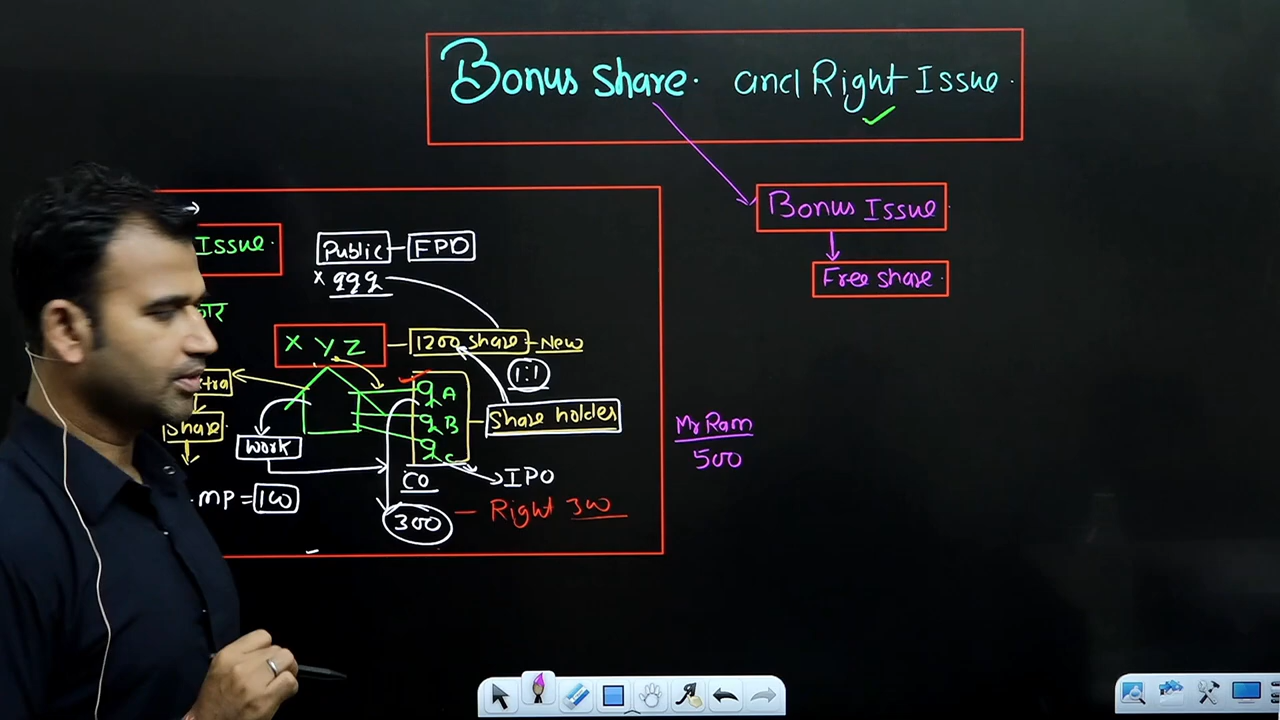 Bonus Share. and Right Issue.
Bonus Issue
Free Share
Issue
Public FPO
x
XYZ 1200 share New
1:1
A
B
C
Share holder
Share
Work
CO
IPO
MP = 100
300 Right 300
Mr Ram
500